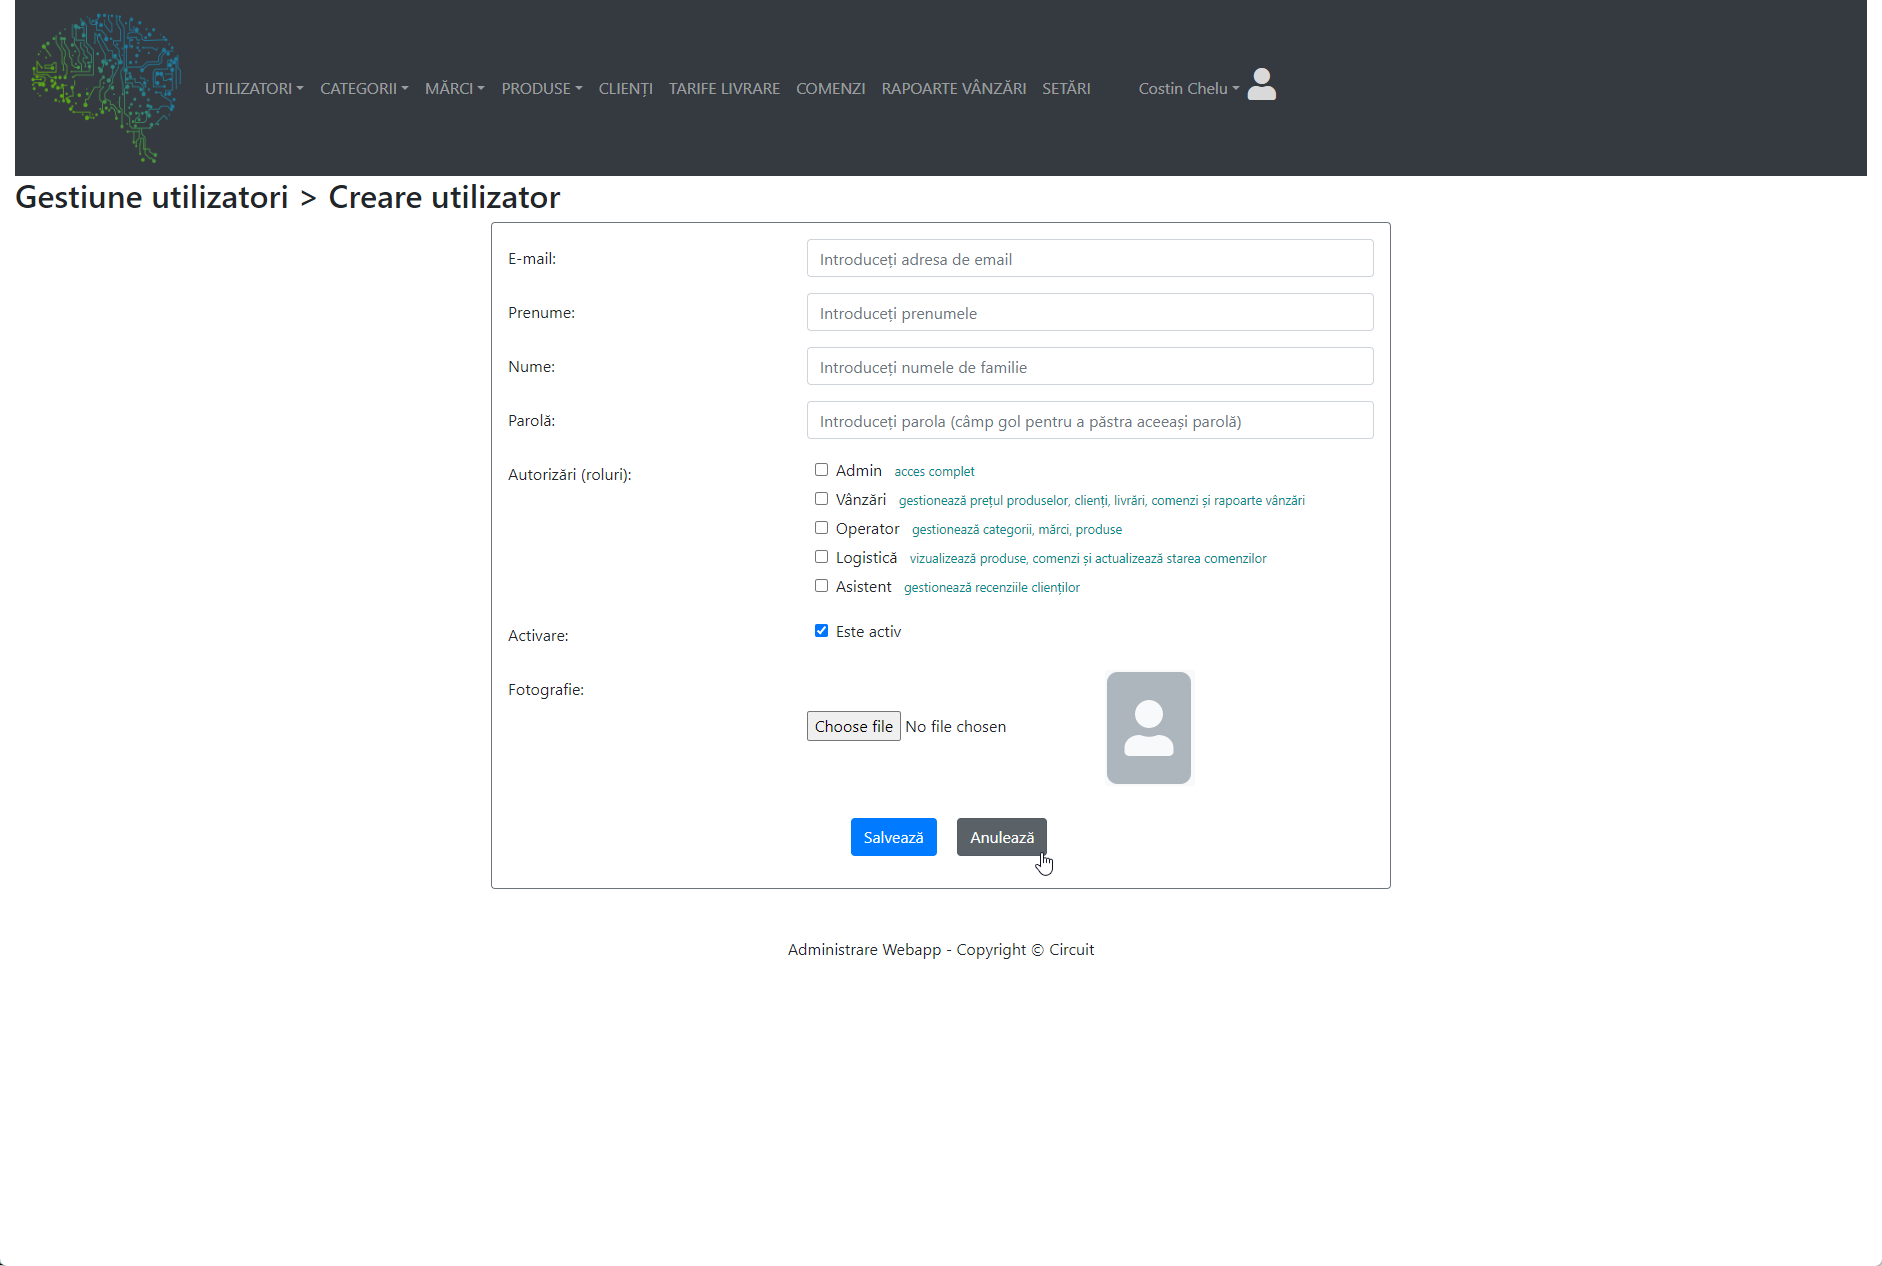 UTILIZATORI CATEGORII MĂRCI PRODUSE CLIENȚI TARIFE LIVRARE COMENZI RAPOARTE VÂNZĂRI SETĂRI Costin Chelu
Gestiune utilizatori > Creare utilizator
E-mail: Introduceți adresa de email
Prenume: Introduceți prenumele
Nume: Introduceți numele de familie
Parolă: Introduceți parola (câmp gol pentru a păstra aceeași parolă)
Autorizări (roluri): Admin acces complet
Vânzări gestionează prețul produselor, clienți, livrări, comenzi și rapoarte vânzări
Operator gestionează categorii, mărci, produse
Logistică vizualizează produse, comenzi și actualizează starea comenzilor
Asistent gestionează recenziile clienților
Activare: Este activ
Fotografie:
Choose file No file chosen
Salvează Anulează
Administrare Webapp - Copyright © Circuit